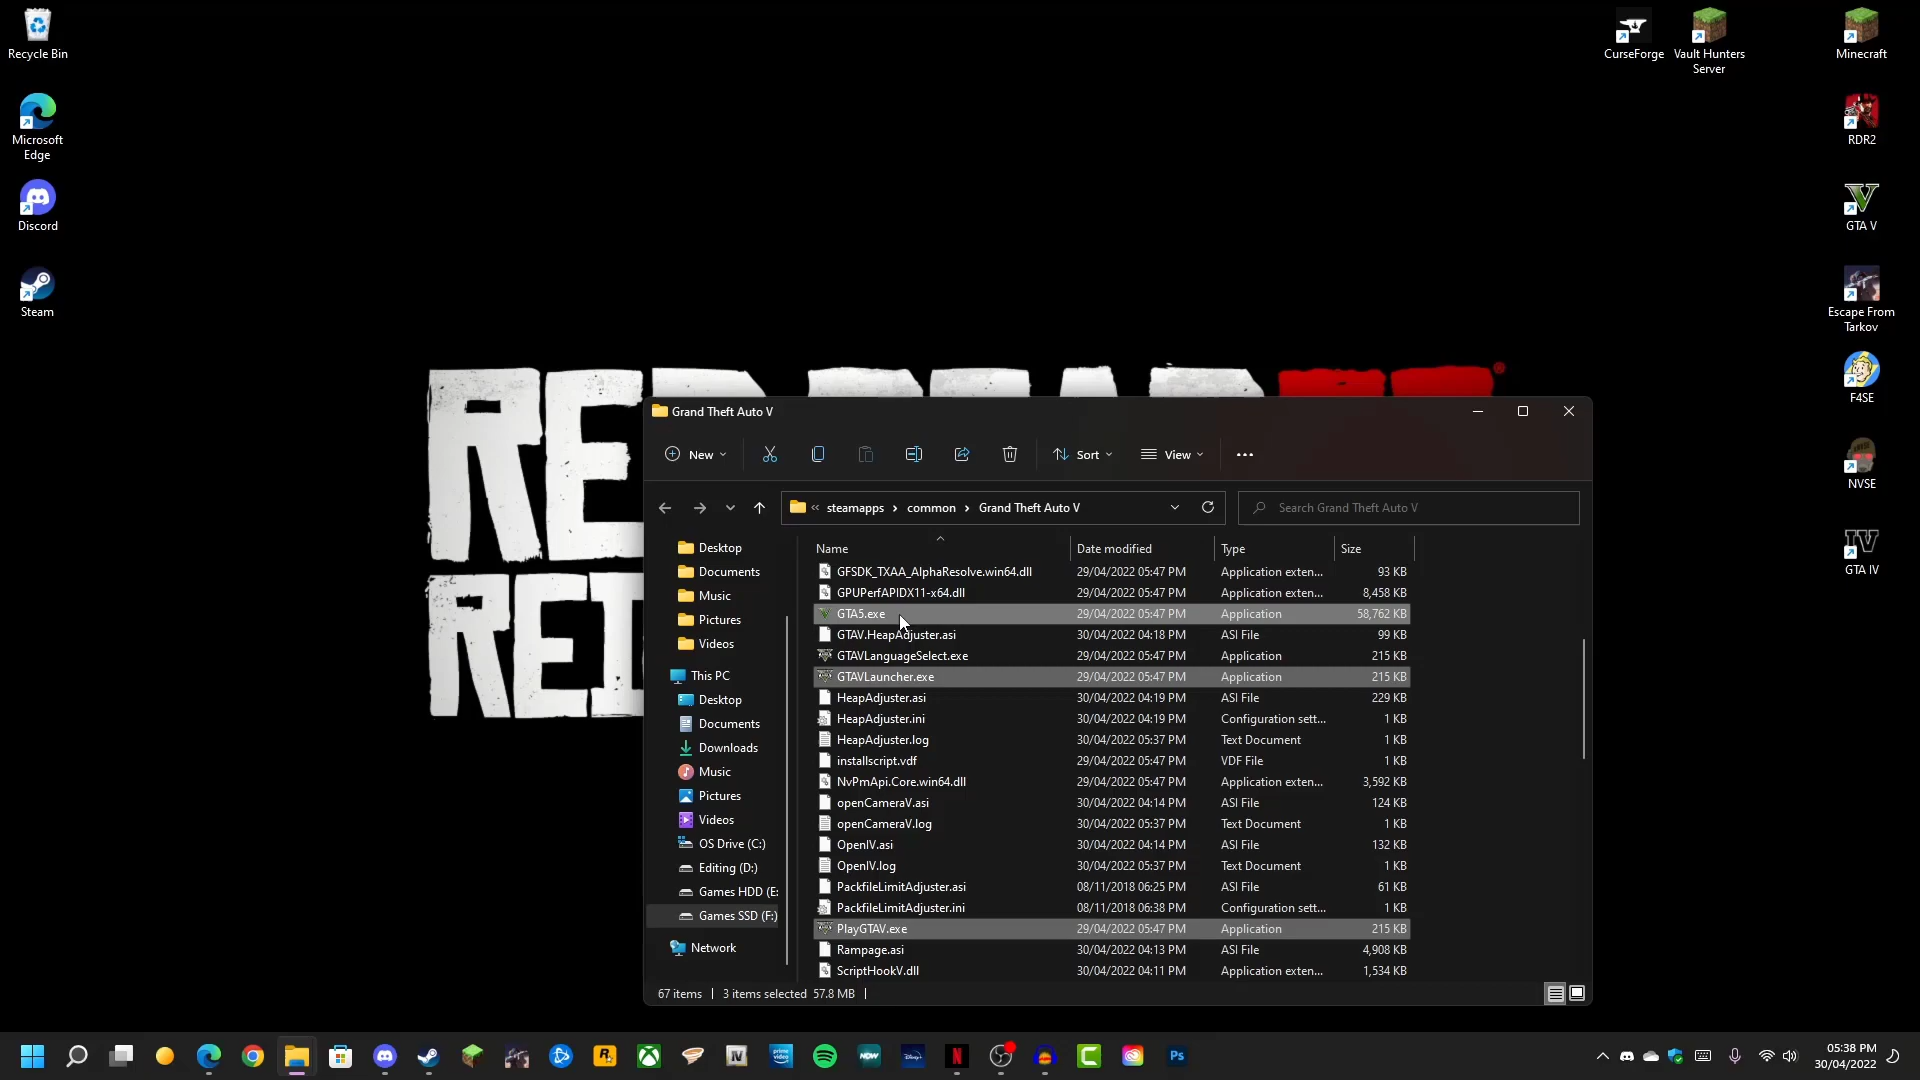 Recycle Bin
Microsoft
Edge
Discord
Steam
CurseForge
Vault Hunters
Server
Minecraft
RDR2
GTA V
Escape From
Tarkov
F4SE
NVSE
GTA IV
Grand Theft Auto V
New
Sort
View
steamapps
common
Grand Theft Auto V
Search Grand Theft Auto V
Desktop
Documents
Music
Pictures
Videos
This PC
Desktop
Documents
Downloads
Music
Pictures
Videos
OS Drive (C:)
Editing (D:)
Games HDD (E:
Games SSD (F:)
Network
Name Date modified Type Size
GFSDK_TXAA_AlphaResolve.win64.dll 29/04/2022 05:47 PM Application exten... 93 KB
GPUPerfAPIDX11-x64.dll 29/04/2022 05:47 PM Application exten... 8,458 KB
GTA5.exe 29/04/2022 05:47 PM Application 58,762 KB
GTAV.HeapAdjuster.asi 30/04/2022 04:18 PM ASI File 99 KB
GTAVLanguageSelect.exe 29/04/2022 05:47 PM Application 215 KB
GTAVLauncher.exe 29/04/2022 05:47 PM Application 215 KB
HeapAdjuster.asi 30/04/2022 04:19 PM ASI File 229 KB
HeapAdjuster.ini 30/04/2022 04:19 PM Configuration sett... 1 KB
HeapAdjuster.log 30/04/2022 05:37 PM Text Document 1 KB
installscript.vdf 29/04/2022 05:47 PM VDF File 1 KB
NvPmApi.Core.win64.dll 29/04/2022 05:47 PM Application exten... 3,592 KB
openCameraV.asi 30/04/2022 04:14 PM ASI File 124 KB
openCameraV.log 30/04/2022 05:37 PM Text Document 1 KB
OpenIV.asi 30/04/2022 04:14 PM ASI File 132 KB
OpenIV.log 30/04/2022 05:37 PM Text Document 1 KB
PackfileLimitAdjuster.asi 08/11/2018 06:25 PM ASI File 61 KB
PackfileLimitAdjuster.ini 08/11/2018 06:38 PM Configuration sett... 1 KB
PlayGTAV.exe 29/04/2022 05:47 PM Application 215 KB
Rampage.asi 30/04/2022 04:13 PM ASI File 4,908 KB
ScriptHookV.dll 30/04/2022 04:11 PM Application exten... 1,534 KB
67 items 3 items selected 57.8 MB
05:38 PM
30/04/2022